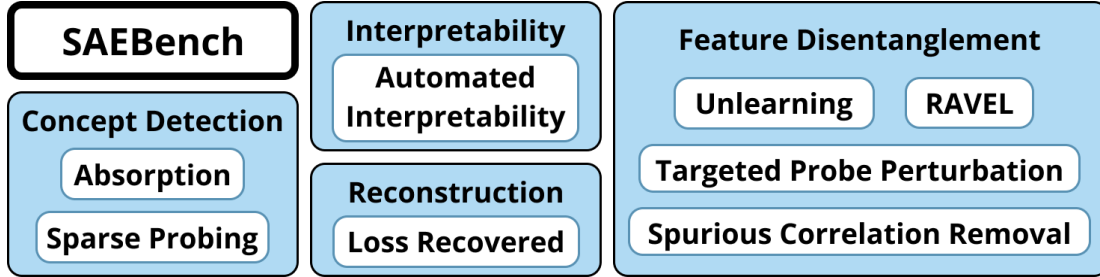 SAEBench
Concept Detection
Absorption
Sparse Probing
Interpretability
Automated
Interpretability
Reconstruction
Loss Recovered
Feature Disentanglement
Unlearning
RAVEL
Targeted Probe Perturbation
Spurious Correlation Removal